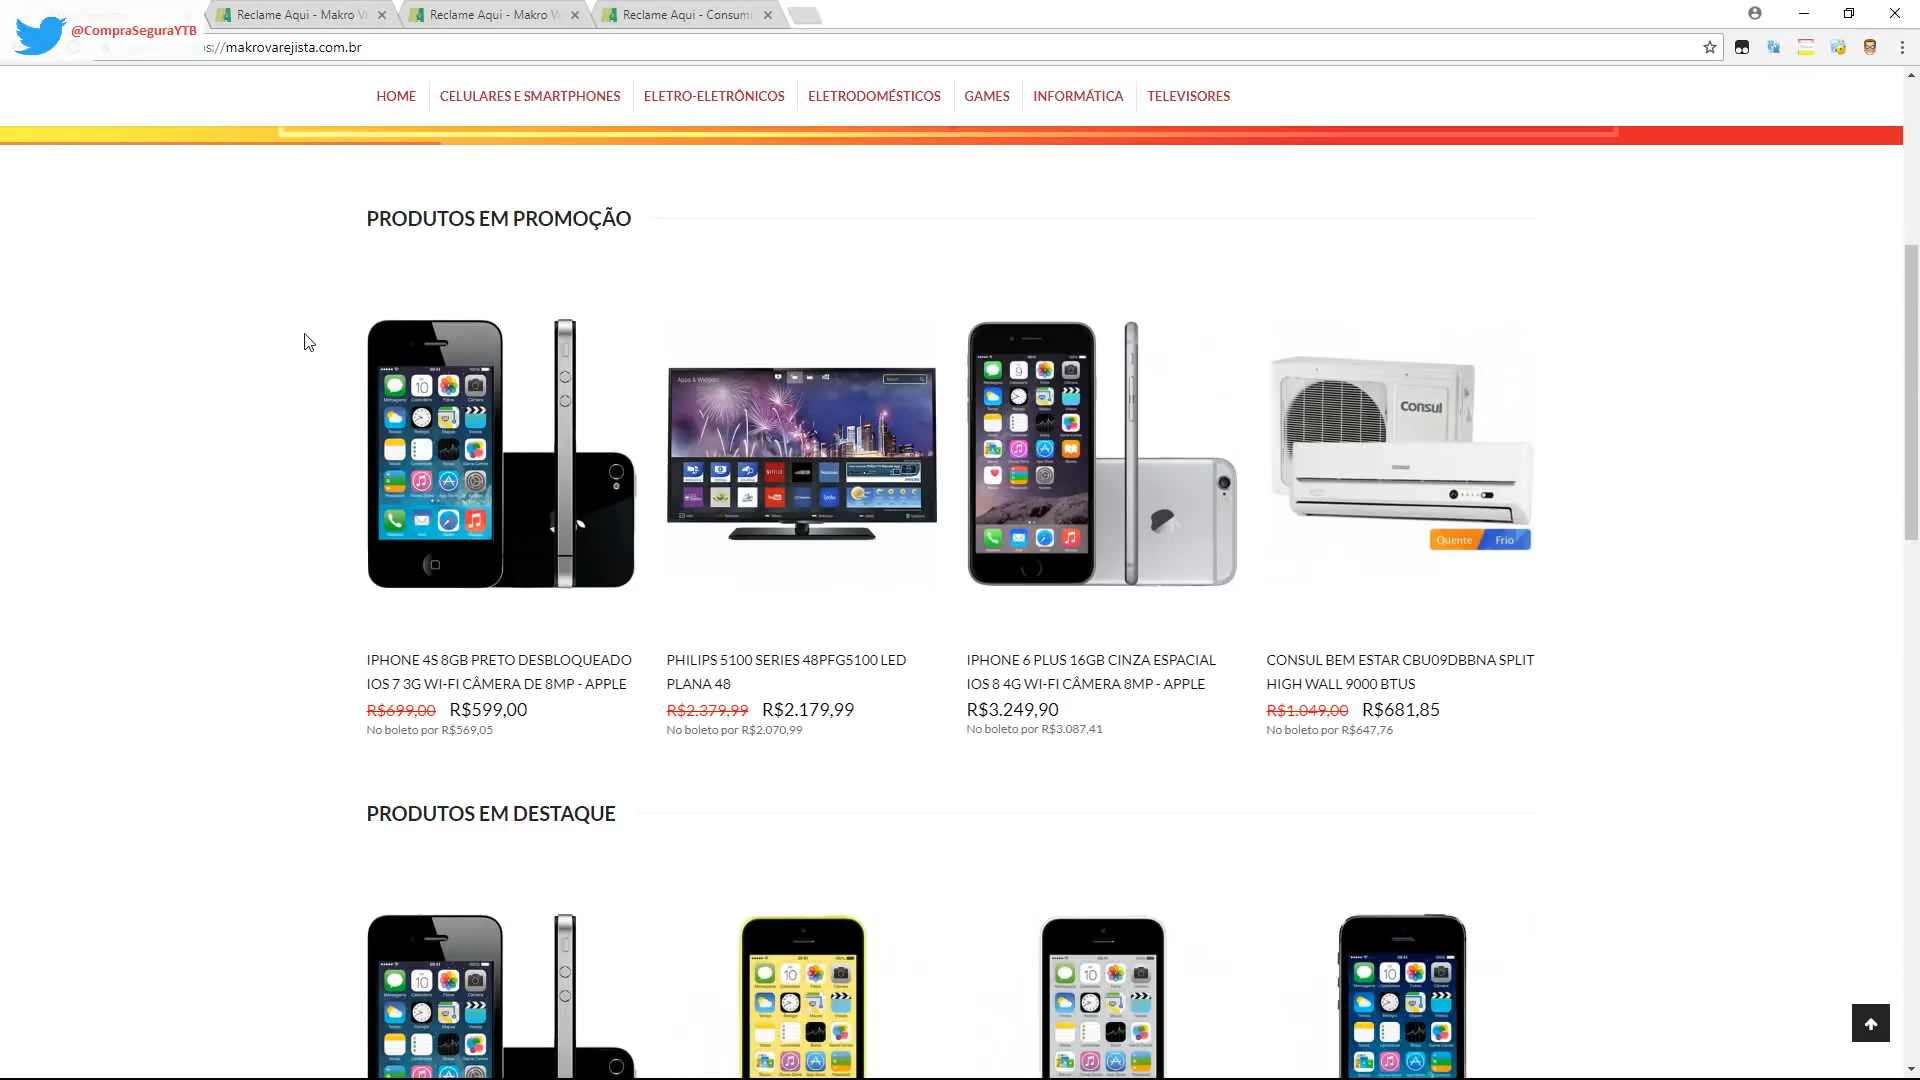 @CompraSeguraYTB
Reclame Aqui - Makro V
Reclame Aqui - Makro V
Reclame Aqui - Consum
s://makrovarejista.com.br
HOME
CELULARES E SMARTPHONES
ELETRO-ELETRÔNICOS
ELETRODOMÉSTICOS
GAMES
INFORMÁTICA
TELEVISORES
PRODUTOS EM PROMOÇÃO
Apps & Widgets
Consul
Quente Frio
IPHONE 4S 8GB PRETO DESBLOQUEADO
IOS 7 3G WI-FI CÂMERA DE 8MP - APPLE
R$699,00 R$599,00
No boleto por R$569,05
PHILIPS 5100 SERIES 48PFG5100 LED
PLANA 48
R$2.379,99 R$2.179,99
No boleto por R$2.070,99
IPHONE 6 PLUS 16GB CINZA ESPACIAL
IOS 8 4G WI-FI CÂMERA 8MP - APPLE
R$3.249,90
No boleto por R$3.087,41
CONSUL BEM ESTAR CBU09DBBNA SPLIT
HIGH WALL 9000 BTUS
R$1.049,00 R$681,85
No boleto por R$647,76
PRODUTOS EM DESTAQUE